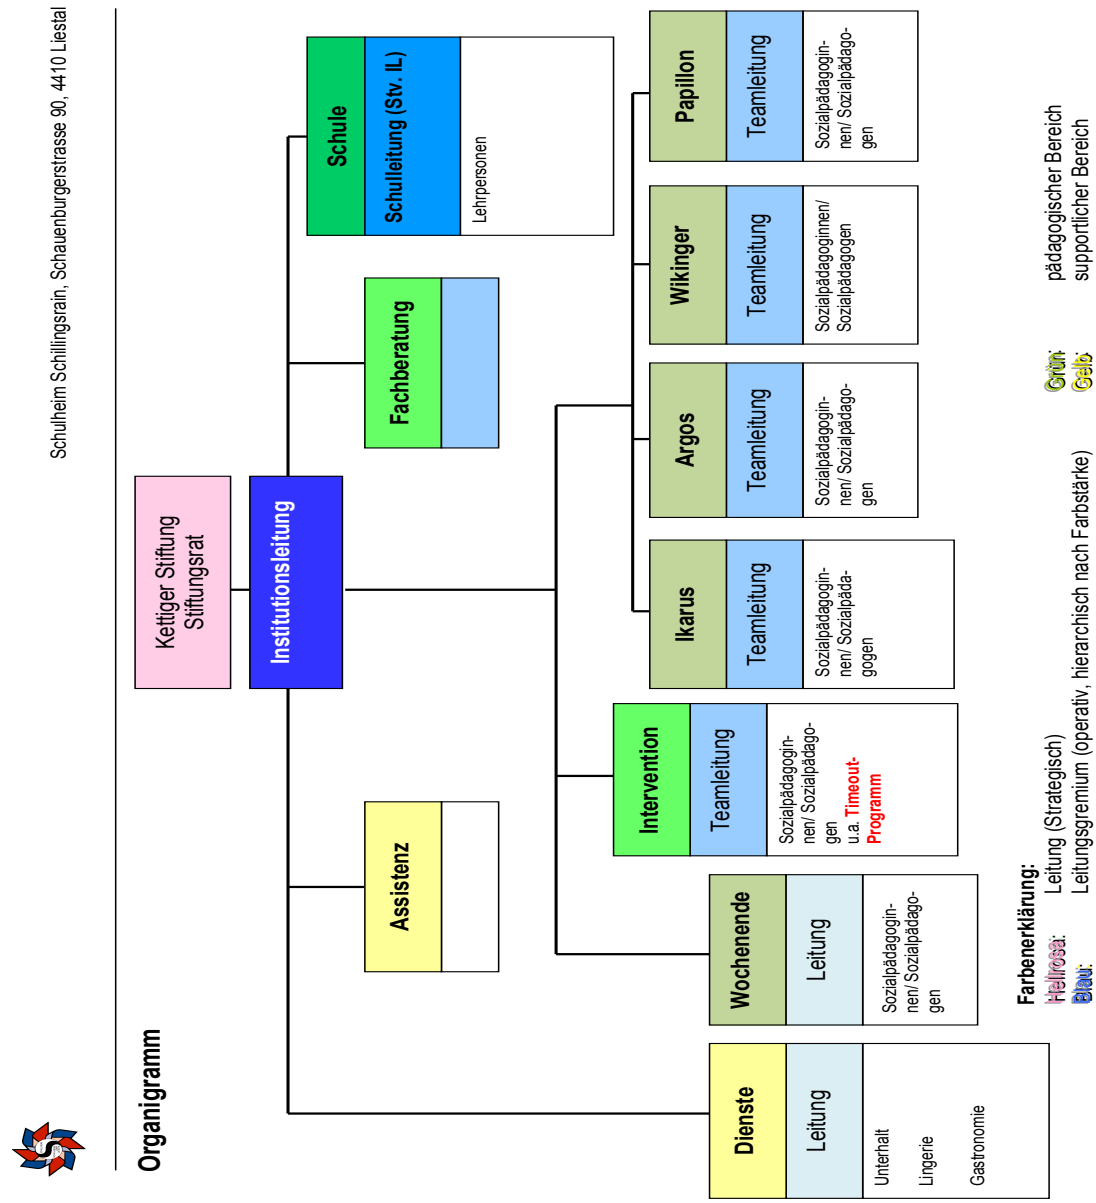 Schulheim Schillingsrain, Schauenburgerstrasse 90, 4410 Liestal
Organigramm
Kettiger Stiftung
Stiftungsrat
Institutionsleitung
Assistenz
Fachberatung
Schule
Schulleitung (Stv. IL)
Lehrpersonen
Dienste
Leitung
Unterhalt
Lingerie
Gastronomie
Wochenende
Leitung
Sozialpädagogin-
nen/ Sozialpädago-
gen
Intervention
Teamleitung
Sozialpädagogin-
nen/ Sozialpädago-
gen
u.a. Timeout-
Programm
Ikarus
Teamleitung
Sozialpädagogin-
nen/ Sozialpäda-
gogen
Argos
Teamleitung
Sozialpädagogin-
nen/ Sozialpädago-
gen
Wikinger
Teamleitung
Sozialpädagoginnen/
Sozialpädagogen
Papillon
Teamleitung
Sozialpädagogin-
nen/ Sozialpädago-
gen
Farbenerklärung:
Hellrosa: Leitung (Strategisch) Grün: pädagogischer Bereich
Blau: Leitungsgremium (operativ, hierarchisch nach Farbstärke) Gelb: supportlicher Bereich